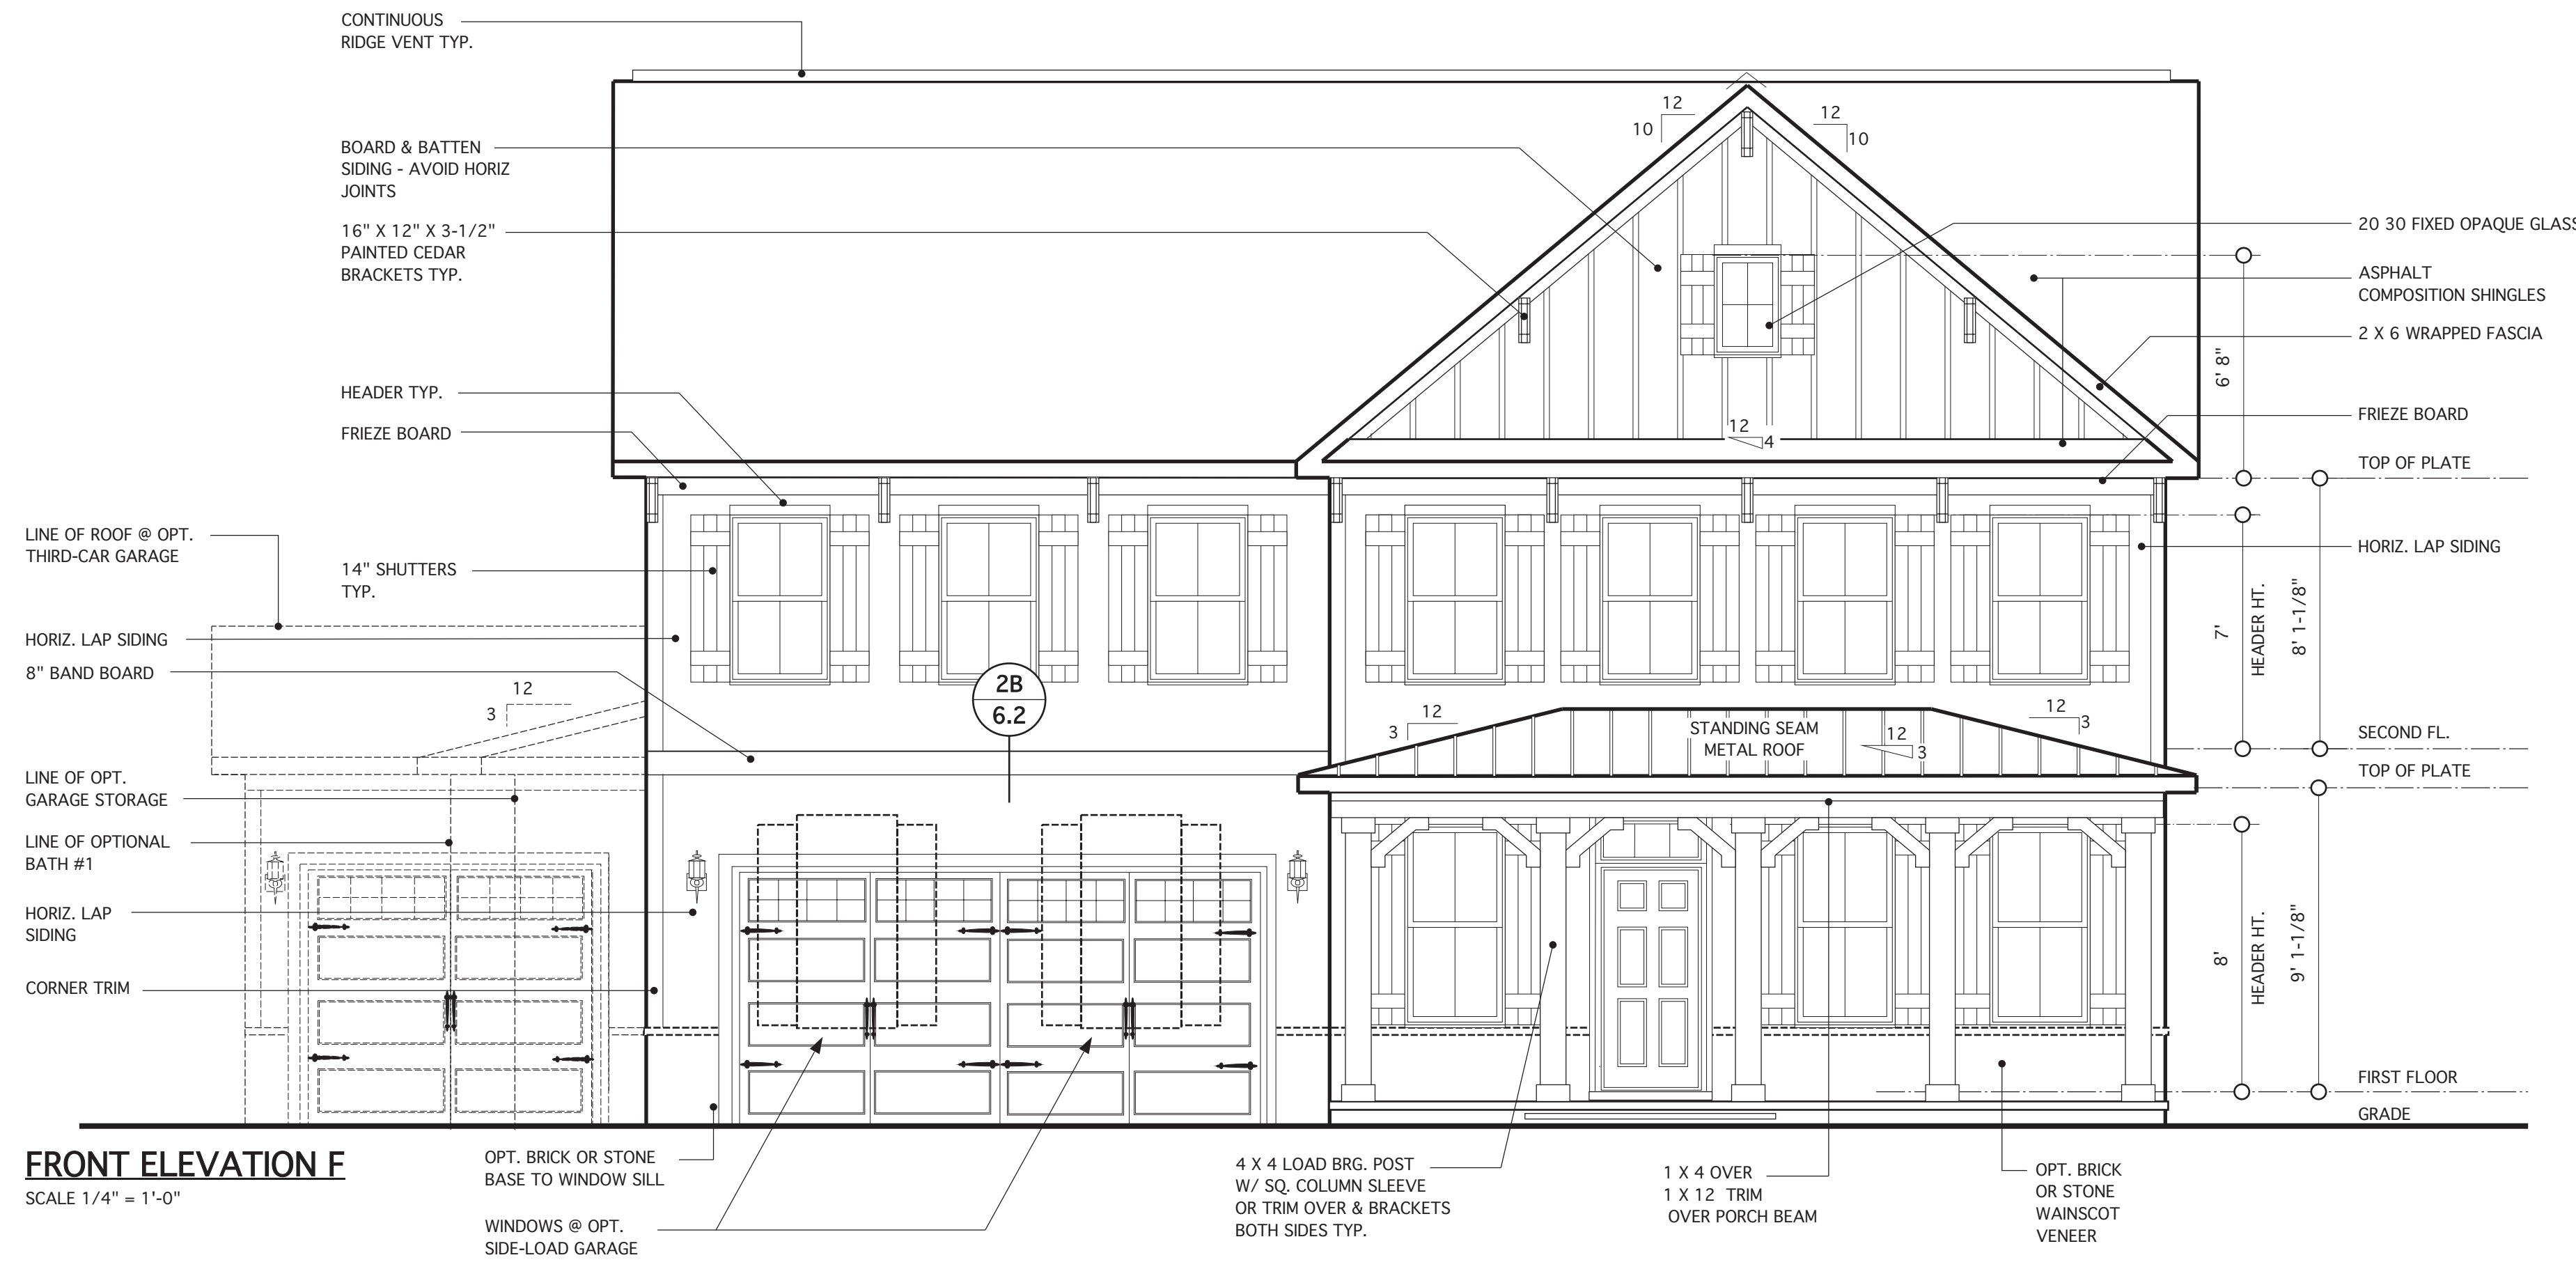 CONTINUOUS
RIDGE VENT TYP.
12
10
12
10
BOARD & BATTEN
SIDING - AVOID HORIZ
JOINTS
16" X 12" X 3-1/2"
PAINTED CEDAR
BRACKETS TYP.
20 30 FIXED OPAQUE GLASS
ASPHALT
COMPOSITION SHINGLES
2 X 6 WRAPPED FASCIA
6' 8"
HEADER TYP.
FRIEZE BOARD
12
4
FRIEZE BOARD
TOP OF PLATE
LINE OF ROOF @ OPT.
THIRD-CAR GARAGE
14" SHUTTERS
TYP.
HORIZ. LAP SIDING
7'
HEADER HT.
8' 1-1/8"
HORIZ. LAP SIDING
8" BAND BOARD
12
3
2B
6.2
12
3
STANDING SEAM
METAL ROOF
12
3
12
3
SECOND FL.
TOP OF PLATE
LINE OF OPT.
GARAGE STORAGE
LINE OF OPTIONAL
BATH #1
HORIZ. LAP
SIDING
CORNER TRIM
8'
HEADER HT.
9' 1-1/8"
FIRST FLOOR
GRADE
FRONT ELEVATION F
SCALE 1/4" = 1'-0"
OPT. BRICK OR STONE
BASE TO WINDOW SILL
WINDOWS @ OPT.
SIDE-LOAD GARAGE
4 X 4 LOAD BRG. POST
W/ SQ. COLUMN SLEEVE
OR TRIM OVER & BRACKETS
BOTH SIDES TYP.
1 X 4 OVER
1 X 12 TRIM
OVER PORCH BEAM
OPT. BRICK
OR STONE
WAINSCOT
VENEER